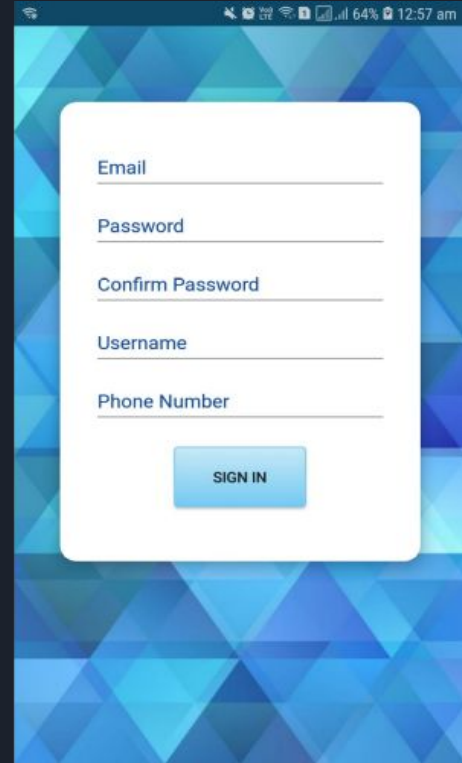 64% 12:57 am
Email
Password
Confirm Password
Username
Phone Number
SIGN IN